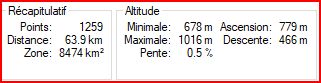 Récapitulatif
Points: 1259
Distance: 63.9 km
Zone: 8474 km²
Altitude
Minimale: 678 m Ascension: 779 m
Maximale: 1016 m Descente: 466 m
Pente: 0.5 %